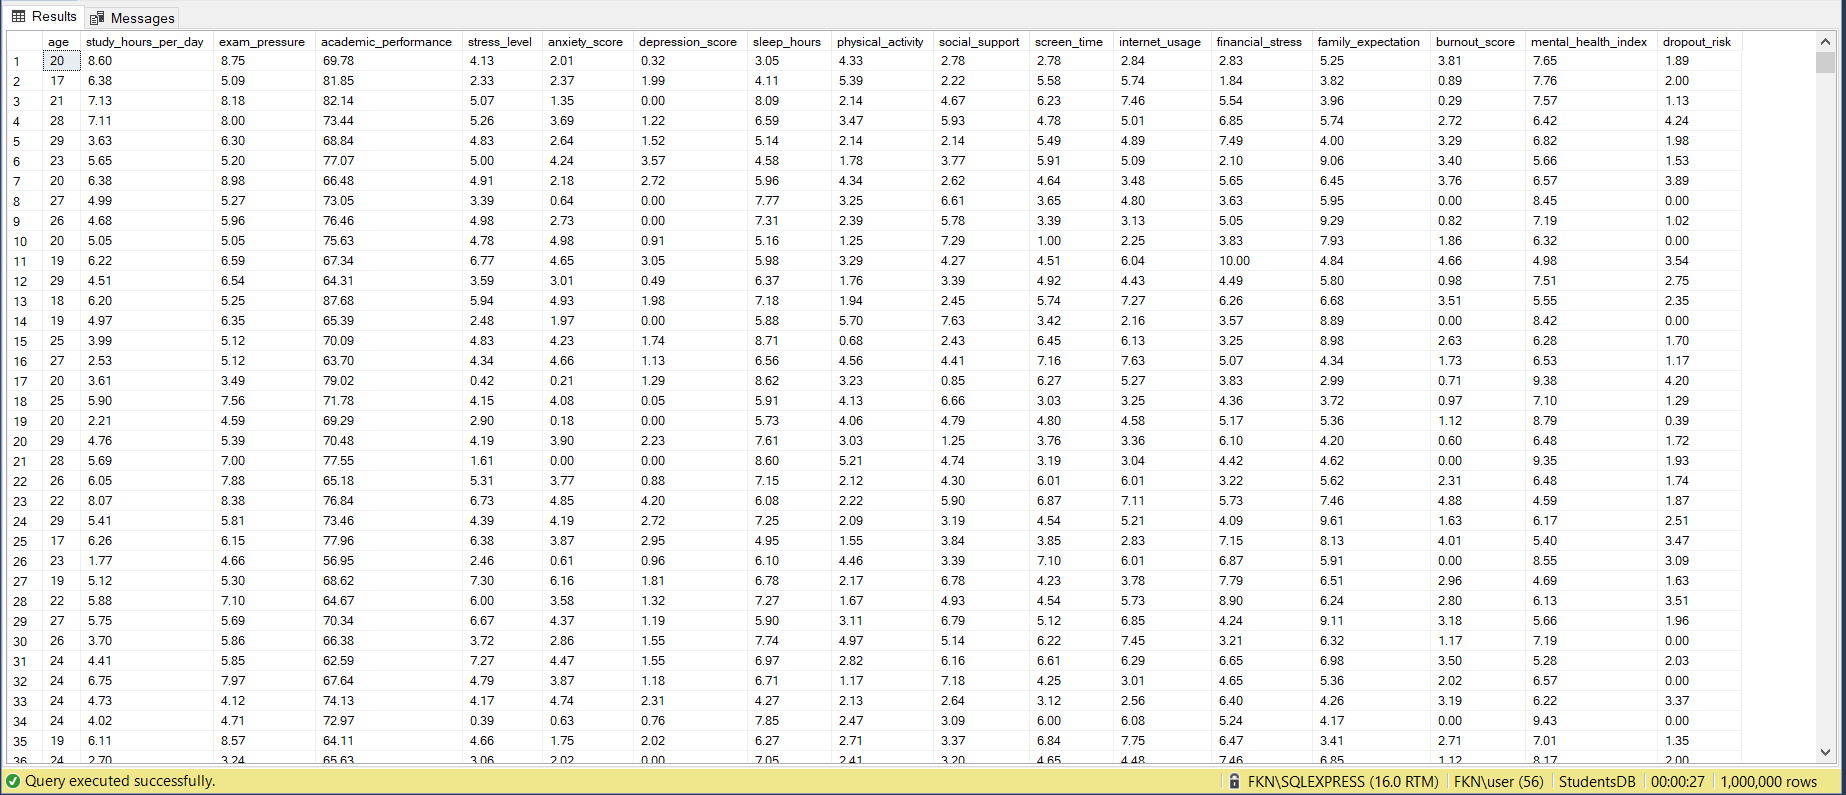 Results Messages
age study_hours_per_day exam_pressure academic_performance stress_level anxiety_score depression_score sleep_hours physical_activity social_support screen_time internet_usage financial_stress family_expectation burnout_score mental_health_index dropout_risk
1 20 8.60 8.75 69.78 4.13 2.01 0.32 3.05 4.33 2.78 2.78 2.84 2.83 5.25 3.81 7.65 1.89
2 17 6.38 5.09 81.85 2.33 2.37 1.99 4.11 5.39 2.22 5.58 5.74 1.84 3.82 0.89 7.76 2.00
3 21 7.13 8.18 82.14 5.07 1.35 0.00 8.09 2.14 4.67 6.23 7.46 5.54 3.96 0.29 7.57 1.13
4 28 7.11 8.00 73.44 5.26 3.69 1.22 6.59 3.47 5.93 4.78 5.01 6.85 5.74 2.72 6.42 4.24
5 29 3.63 6.30 68.84 4.83 2.64 1.52 5.14 2.14 2.14 5.49 4.89 7.49 4.00 3.29 6.82 1.98
6 23 5.65 5.20 77.07 5.00 4.24 3.57 4.58 1.78 3.77 5.91 5.09 2.10 9.06 3.40 5.66 1.53
7 20 6.38 8.98 66.48 4.91 2.18 2.72 5.96 4.34 2.62 4.64 3.48 5.65 6.45 3.76 6.57 3.89
8 27 4.99 5.27 73.05 3.39 0.64 0.00 7.77 3.25 6.61 3.65 4.80 3.63 5.95 0.00 8.45 0.00
9 26 4.68 5.96 76.46 4.98 2.73 0.00 7.31 2.39 5.78 3.39 3.13 5.05 9.29 0.82 7.19 1.02
10 20 5.05 5.05 75.63 4.78 4.98 0.91 5.16 1.25 7.29 1.00 2.25 3.83 7.93 1.86 6.32 0.00
11 19 6.22 6.59 67.34 6.77 4.65 3.05 5.98 3.29 4.27 4.51 6.04 10.00 4.84 4.66 4.98 3.54
12 29 4.51 6.54 64.31 3.59 3.01 0.49 6.37 1.76 3.39 4.92 4.43 4.49 5.80 0.98 7.51 2.75
13 18 6.20 5.25 87.68 5.94 4.93 1.98 7.18 1.94 2.45 5.74 7.27 6.26 6.68 3.51 5.55 2.35
14 19 4.97 6.35 65.39 2.48 1.97 0.00 5.88 5.70 7.63 3.42 2.16 3.57 8.89 0.00 8.42 0.00
15 25 3.99 5.12 70.09 4.83 4.23 1.74 8.71 0.68 2.43 6.45 6.13 3.25 8.98 2.63 6.28 1.70
16 27 2.53 5.12 63.70 4.34 4.66 1.13 6.56 4.56 4.41 7.16 7.63 5.07 4.34 1.73 6.53 1.17
17 20 3.61 3.49 79.02 0.42 0.21 1.29 8.62 3.23 0.85 6.27 5.27 3.83 2.99 0.71 9.38 4.20
18 25 5.90 7.56 71.78 4.15 4.08 0.05 5.91 4.13 6.66 3.03 3.25 4.36 3.72 0.97 7.10 1.29
19 20 2.21 4.59 69.29 2.90 0.18 0.00 5.73 4.06 4.79 4.80 4.58 5.17 5.36 1.12 8.79 0.39
20 29 4.76 5.39 70.48 4.19 3.90 2.23 7.61 3.03 1.25 3.76 3.36 6.10 4.20 0.60 6.48 1.72
21 28 5.69 7.00 77.55 1.61 0.00 0.00 8.60 5.21 4.74 3.19 3.04 4.42 4.62 0.00 9.35 1.93
22 26 6.05 7.88 65.18 5.31 3.77 0.88 7.15 2.12 4.30 6.01 6.01 3.22 5.62 2.31 6.48 1.74
23 22 8.07 8.38 76.84 6.73 4.85 4.20 6.08 2.22 5.90 6.87 7.11 5.73 7.46 4.88 4.59 1.87
24 29 5.41 5.81 73.46 4.39 4.19 2.72 7.25 2.09 3.19 4.54 5.21 4.09 9.61 1.63 6.17 2.51
25 17 6.26 6.15 77.96 6.38 3.87 2.95 4.95 1.55 3.84 3.85 2.83 7.15 8.13 4.01 5.40 3.47
26 23 1.77 4.66 56.95 2.46 0.61 0.96 6.10 4.46 3.39 7.10 6.01 6.87 5.91 0.00 8.55 3.09
27 19 5.12 5.30 68.62 7.30 6.16 1.81 6.78 2.17 6.78 4.23 3.78 7.79 6.51 2.96 4.69 1.63
28 22 5.88 7.10 64.67 6.00 3.58 1.32 7.27 1.67 4.93 4.54 5.73 8.90 6.24 2.80 6.13 3.51
29 27 5.75 5.69 70.34 6.67 4.37 1.19 5.90 3.11 6.79 5.12 6.85 4.24 9.11 3.18 5.66 1.96
30 26 3.70 5.86 66.38 3.72 2.86 1.55 7.74 4.97 5.14 6.22 7.45 3.21 6.32 1.17 7.19 0.00
31 24 4.41 5.85 62.59 7.27 4.47 1.55 6.97 2.82 6.16 6.61 6.29 6.65 6.98 3.50 5.28 2.03
32 24 6.75 7.97 67.64 4.79 3.87 1.18 6.71 1.17 7.18 4.25 3.01 4.65 5.36 2.02 6.57 0.00
33 24 4.73 4.12 74.13 4.17 4.74 2.31 4.27 2.13 2.64 3.12 2.56 6.40 4.26 3.19 6.22 3.37
34 24 4.02 4.71 72.97 0.39 0.63 0.76 7.85 2.47 3.09 6.00 6.08 5.24 4.17 0.00 9.43 0.00
35 19 6.11 8.57 64.11 4.66 1.75 2.02 6.27 2.71 3.37 6.84 7.75 6.47 3.41 2.71 7.01 1.35
36 24 2.70 3.24 65.63 3.06 2.02 0.00 7.05 2.41 3.20 4.65 4.48 7.46 6.85 1.12 8.17 2.00
Query executed successfully. FKN\SQLEXPRESS (16.0 RTM) FKN\user (56) StudentsDB 00:00:27 1,000,000 rows